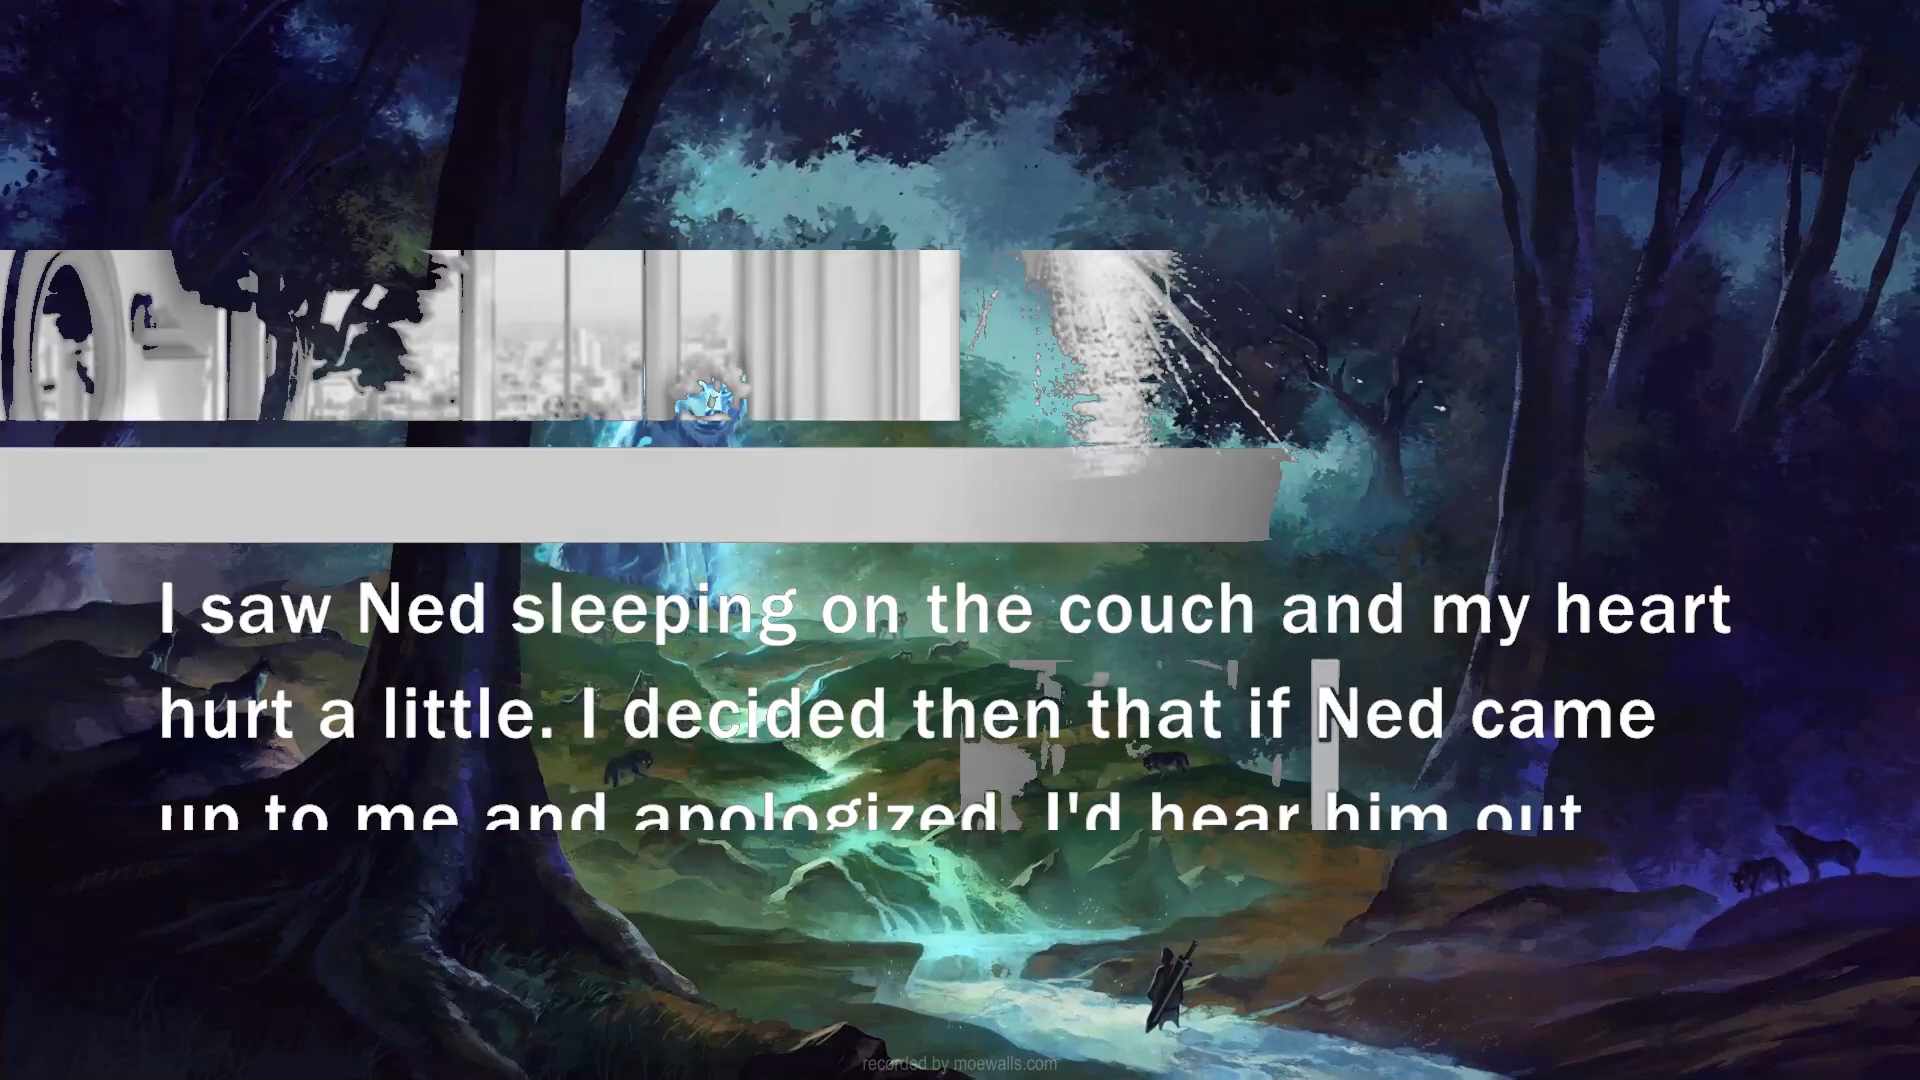 I saw Ned sleeping on the couch and my heart
hurt a little. I decided then that if Ned came
up to me and apologized, I'd hear him out
recorded by moewalls.com